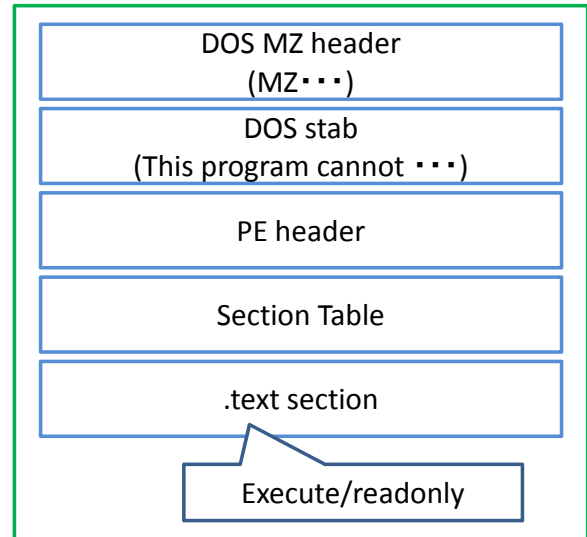 DOS MZ header
(MZ・・・)
DOS stab
(This program cannot ・・・)
PE header
Section Table
.text section
Execute/readonly